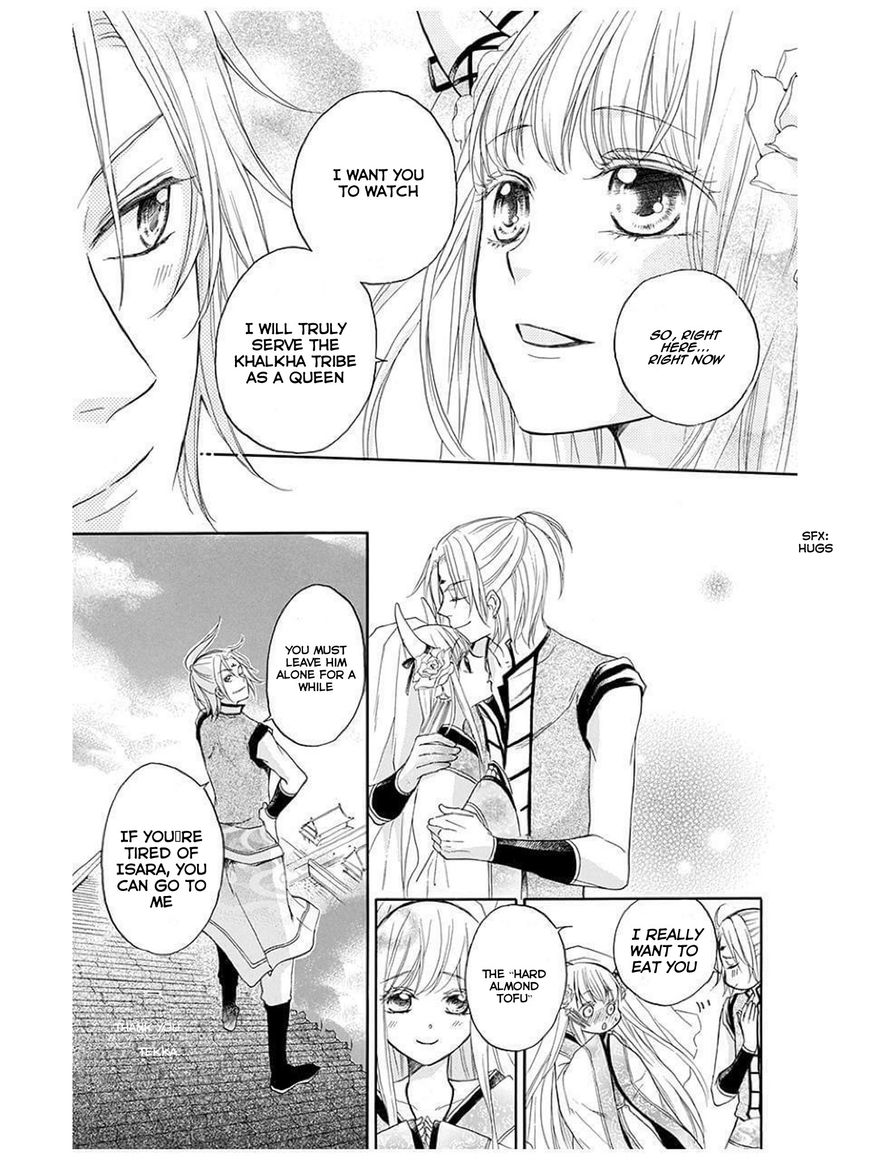 I WANT YOU
TO WATCH
SO, RIGHT
HERE...
RIGHT NOW
I WILL TRULY
SERVE THE
KHALKHA TRIBE
AS A QUEEN
SFX:
HUGS
YOU MUST
LEAVE HIM
ALONE FOR A
WHILE
IF YOU▯RE
TIRED OF
ISARA, YOU
CAN GO TO
ME
THANK YOU
TEKKA
I REALLY
WANT TO
EAT YOU
THE “HARD
ALMOND
TOFU”